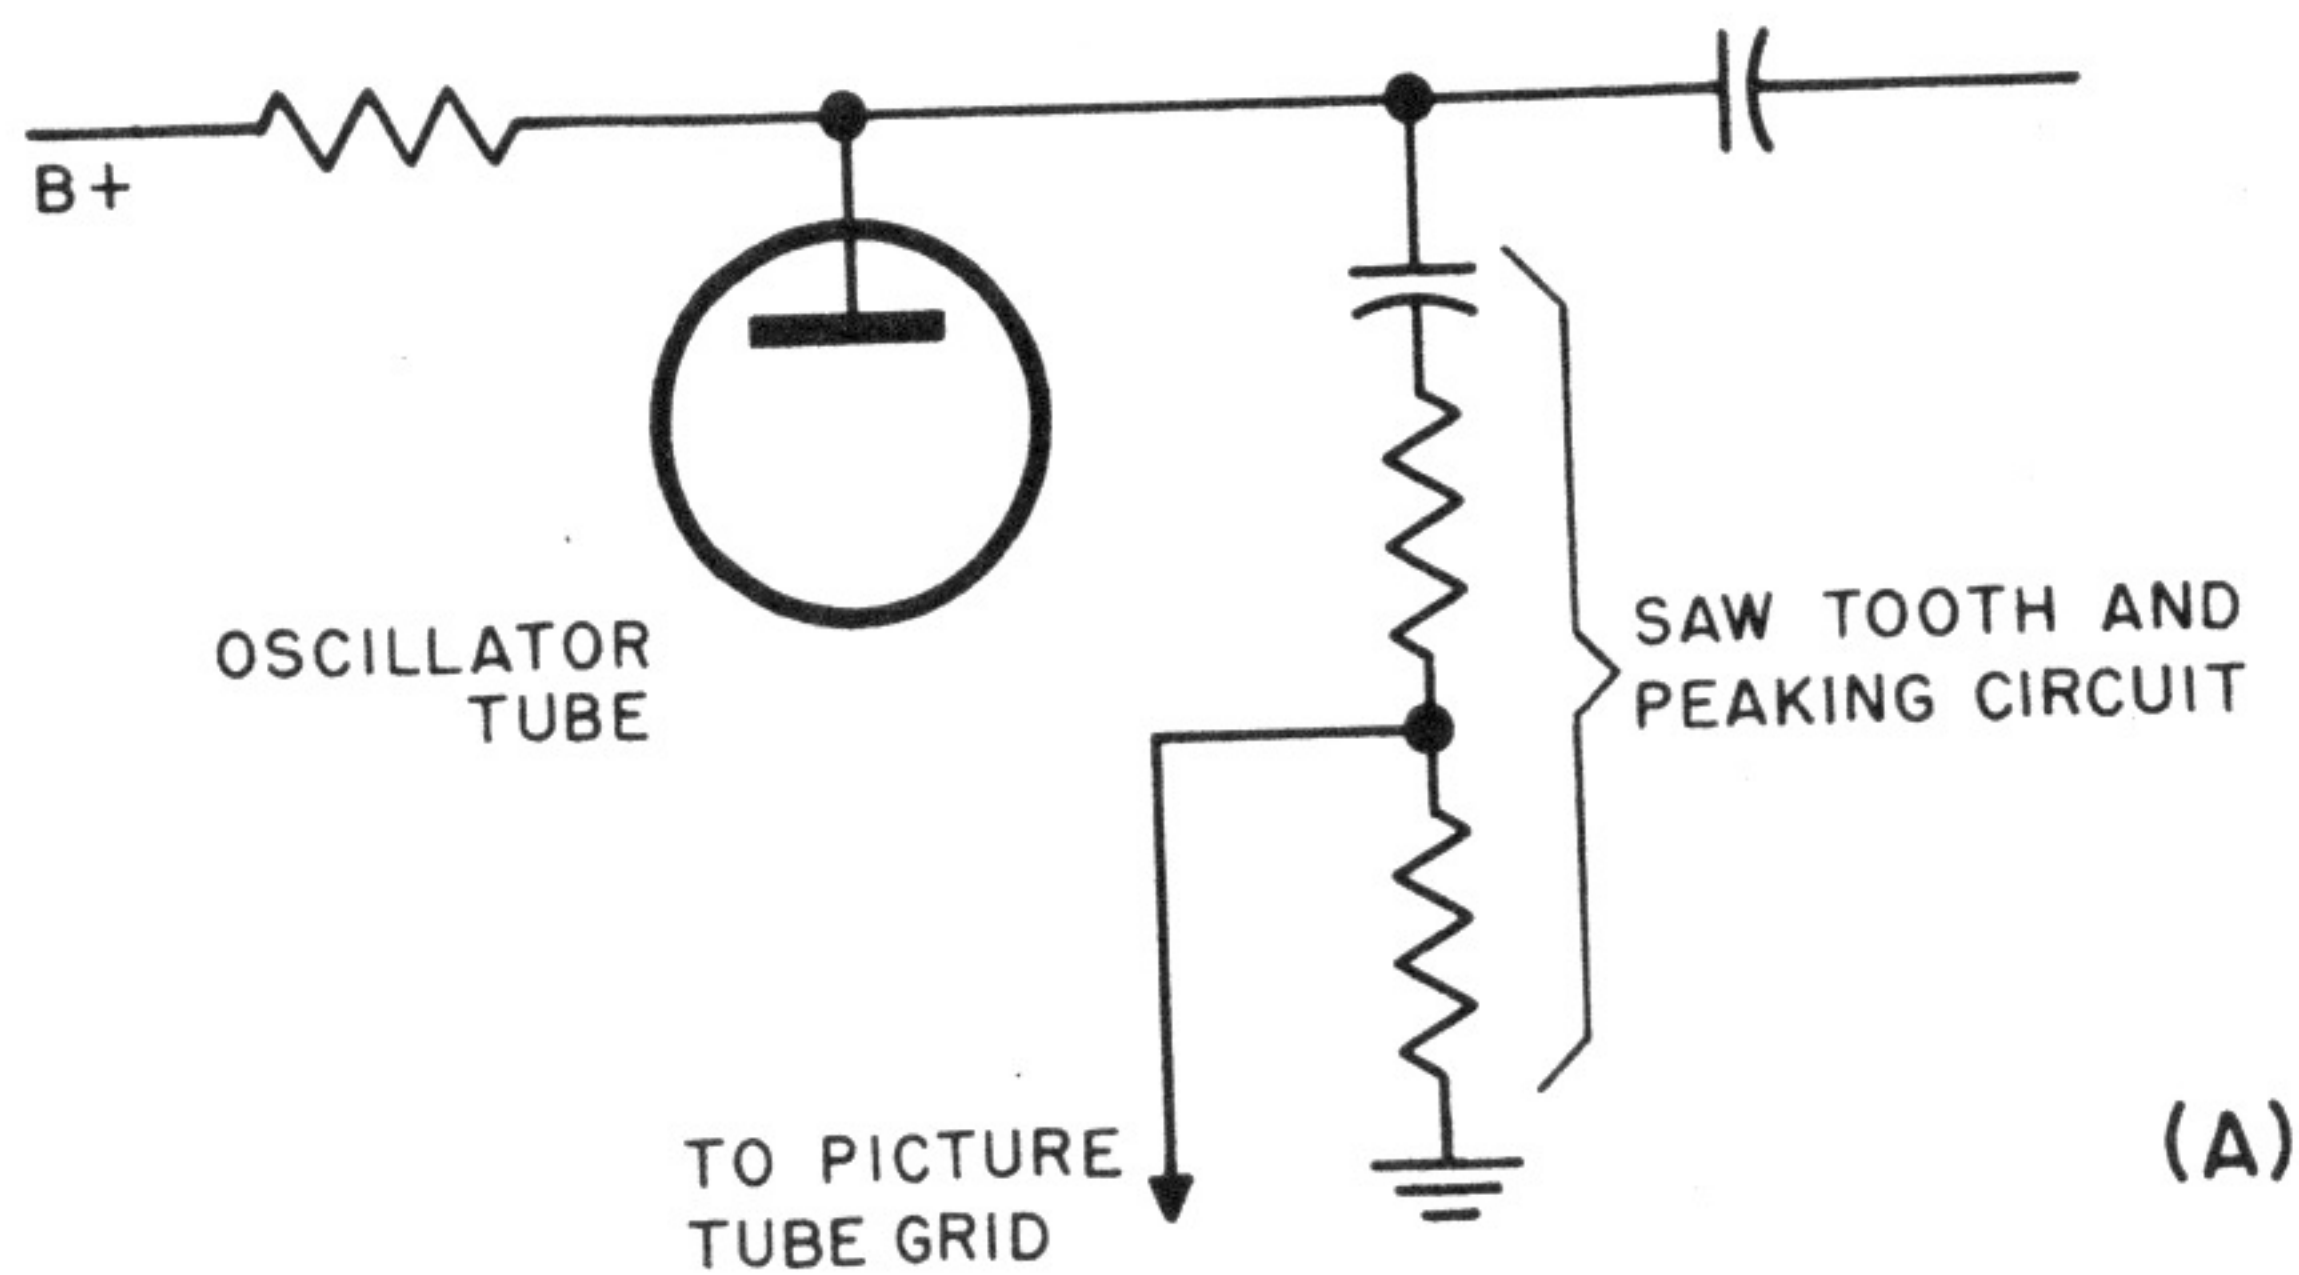 B+
OSCILLATOR
TUBE
SAW TOOTH AND
PEAKING CIRCUIT
TO PICTURE
TUBE GRID
(A)